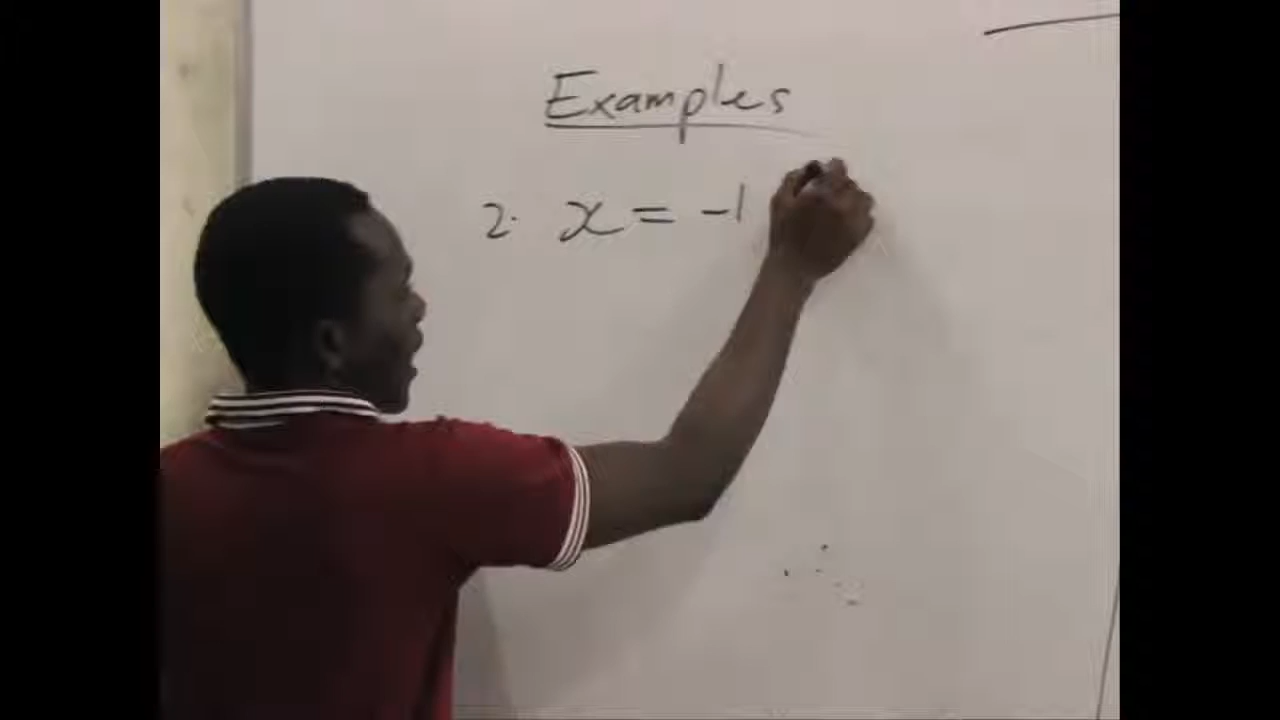 Examples
2. x = -1